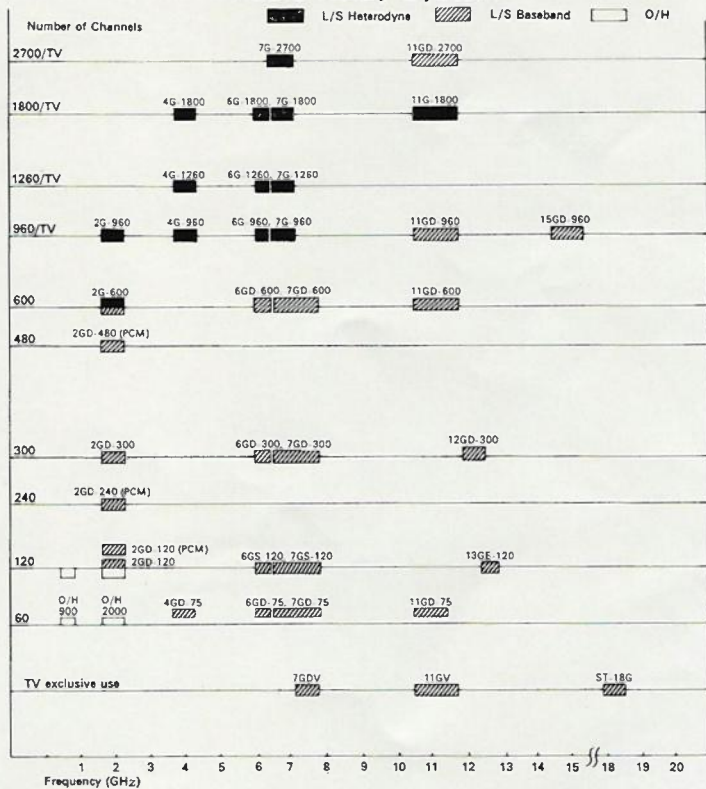 L/S Heterodyne L/S Baseband O/H
Number of Channels
7G-2700 11GD-2700
2700/TV
4G-1800 6G-1800, 7G-1800 11G-1800
1800/TV
4G-1260 6G-1260, 7G-1260
1260/TV
2G-960 4G-960 6G-960, 7G-960 11GD-960 15GD-960
960/TV
2G-600 6GD-600, 7GD-600 11GD-600
600
2GD-480 (PCM)
480
2GD-300 6GD-300, 7GD-300 12GD-300
300
2GD-240 (PCM)
240
2GD-120 (PCM)
2GD-120 6GS-120, 7GS-120 13GE-120
120
O/H O/H
900 2000 4GD-75 6GD-75, 7GD-75 11GD-75
60
7GDV 11GV ST-18G
TV exclusive use
1 2 3 4 5 6 7 8 9 10 11 12 13 14 15 18 19 20
Frequency (GHz)